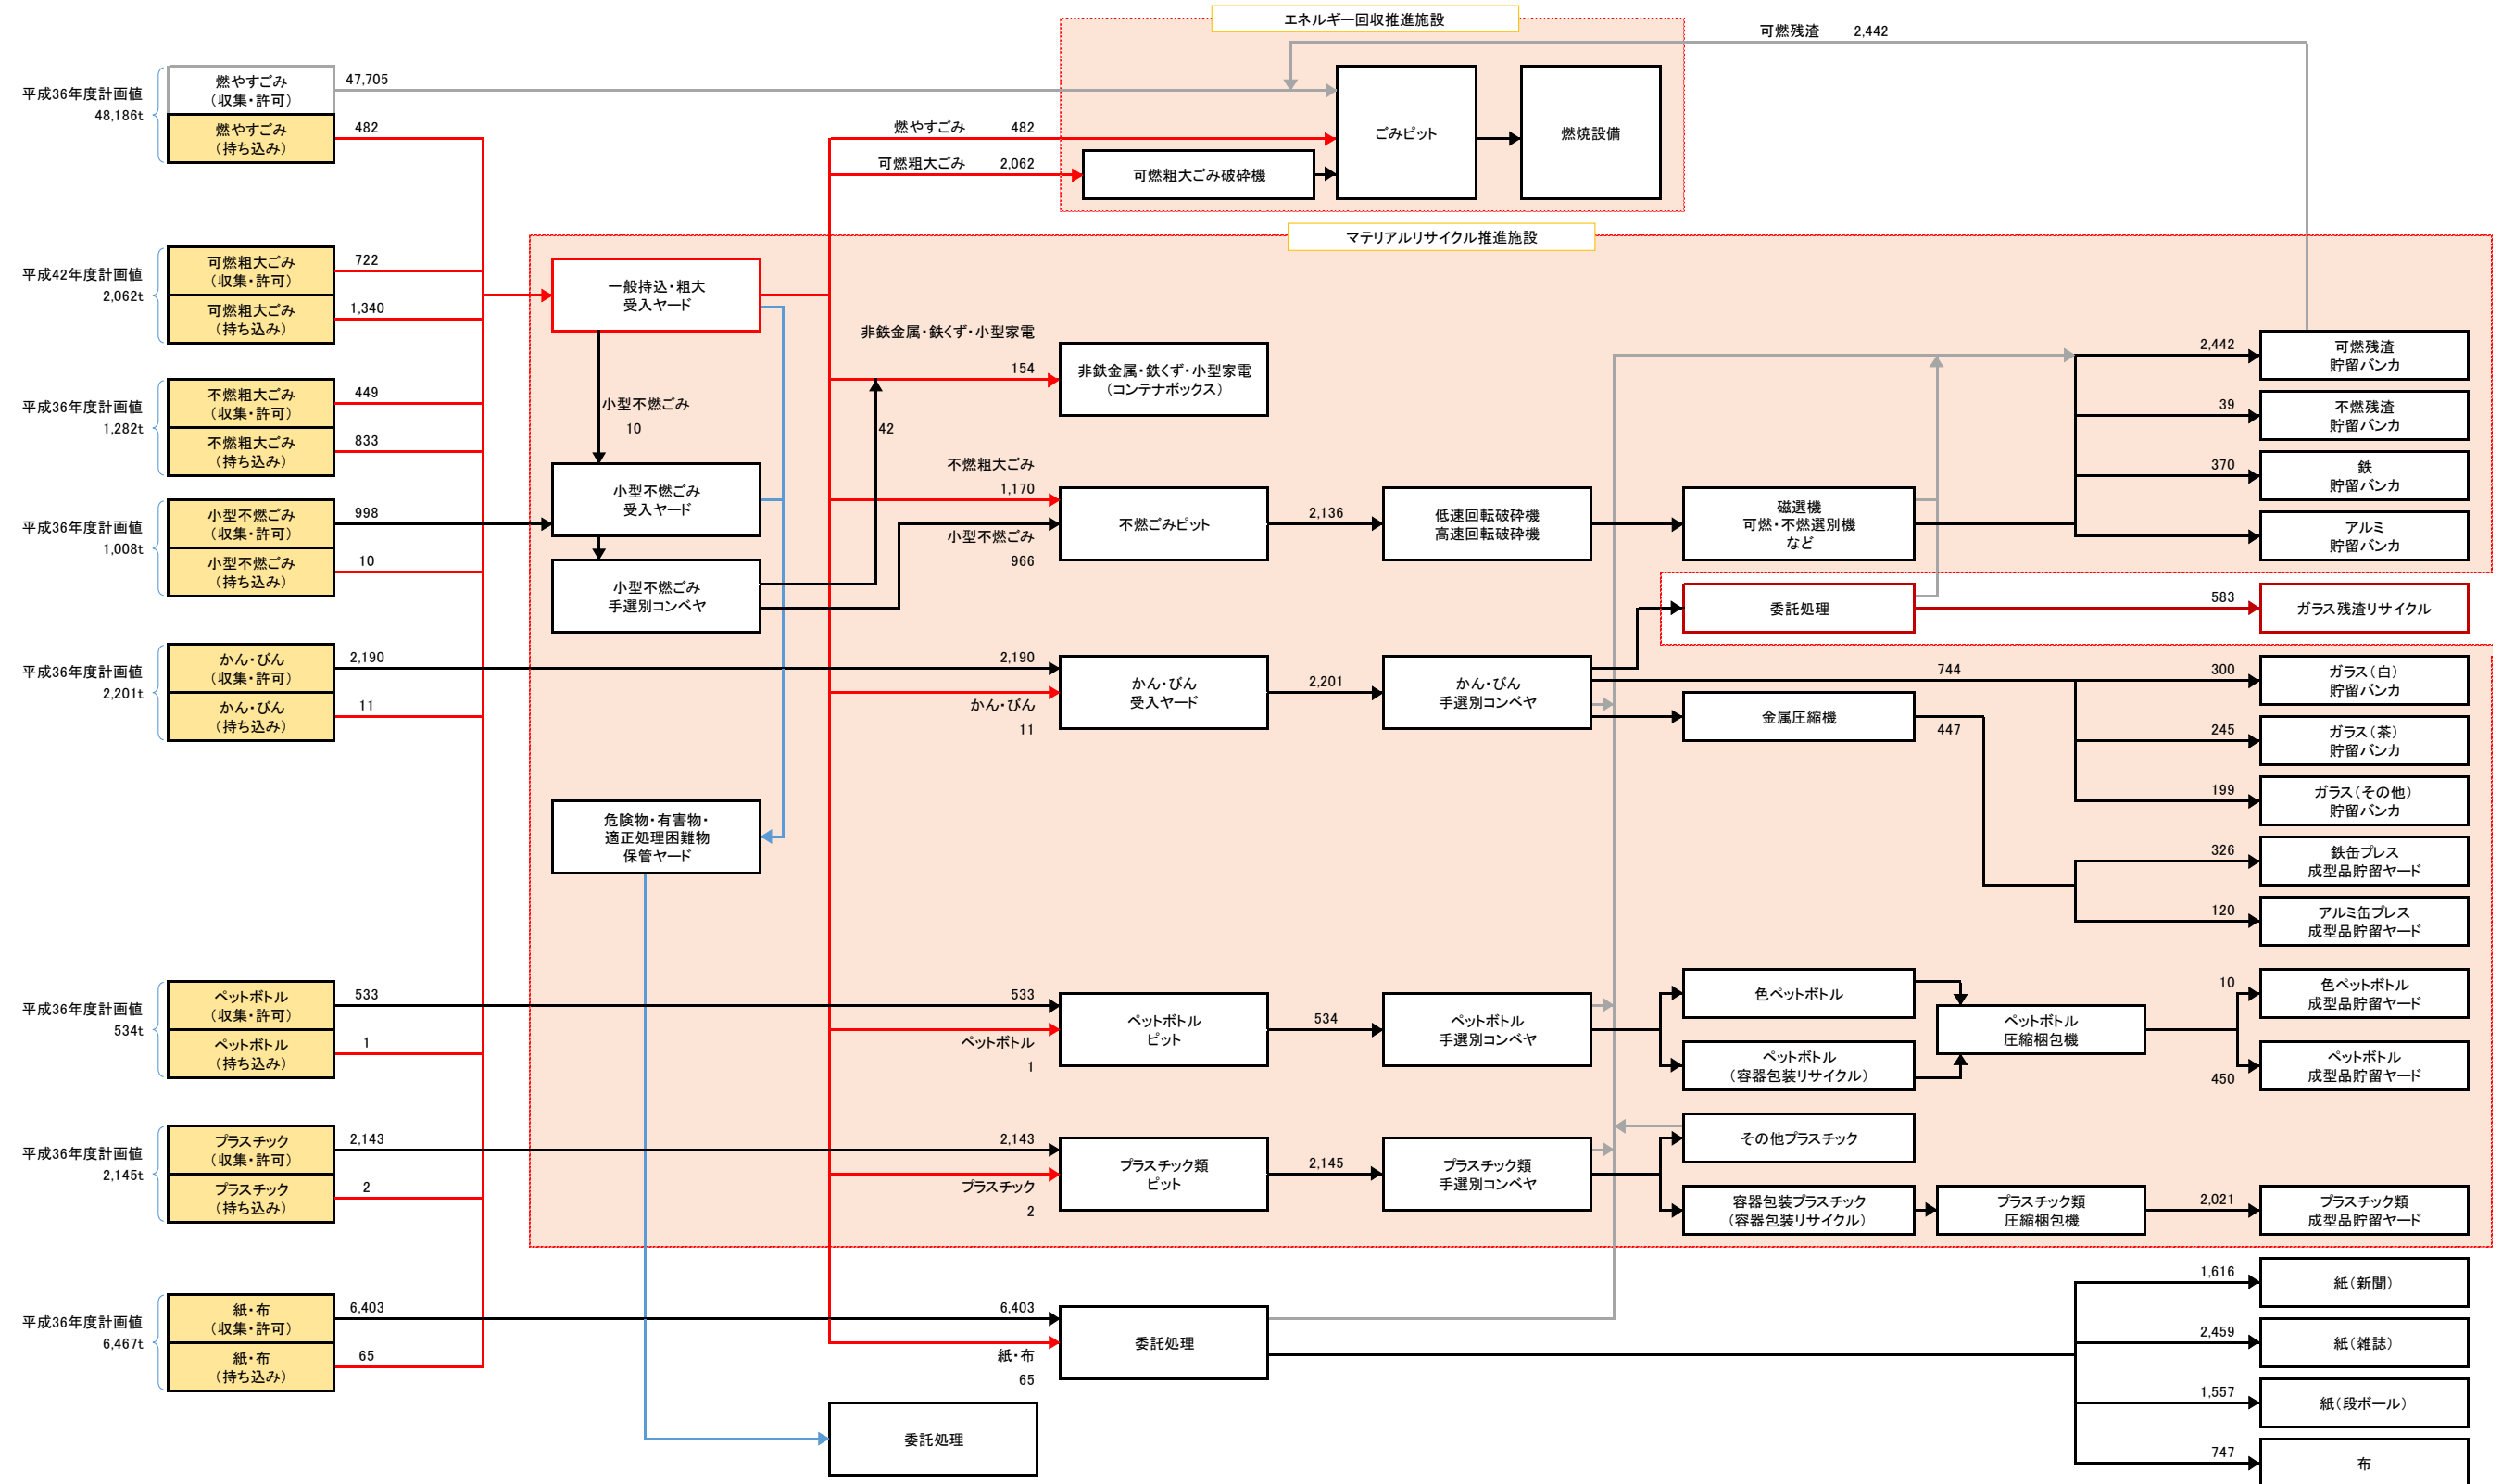 エネルギー回収推進施設
可燃残渣 2,442
平成36年度計画値
48,186t
燃やすごみ
(収集・許可)
47,705
燃やすごみ
(持ち込み)
482
燃やすごみ 482
可燃粗大ごみ 2,062
可燃粗大ごみ破砕機
ごみピット
燃焼設備
マテリアルリサイクル推進施設
平成42年度計画値
2,062t
可燃粗大ごみ
(収集・許可)
722
可燃粗大ごみ
(持ち込み)
1,340
一般持込・粗大
受入ヤード
非鉄金属・鉄くず・小型家電
154
非鉄金属・鉄くず・小型家電
(コンテナボックス)
2,442
可燃残渣
貯留バンカ
平成36年度計画値
1,282t
不燃粗大ごみ
(収集・許可)
449
不燃粗大ごみ
(持ち込み)
833
小型不燃ごみ
10
42
39
不燃残渣
貯留バンカ
370
鉄
貯留バンカ
アルミ
貯留バンカ
平成36年度計画値
1,008t
小型不燃ごみ
(収集・許可)
998
小型不燃ごみ
(持ち込み)
10
小型不燃ごみ
受入ヤード
小型不燃ごみ
手選別コンベヤ
不燃粗大ごみ
1,170
小型不燃ごみ
966
不燃ごみピット
2,136
低速回転破砕機
高速回転破砕機
磁選機
可燃・不燃選別機
など
委託処理
583
ガラス残渣リサイクル
平成36年度計画値
2,201t
かん・びん
(収集・許可)
2,190
かん・びん
(持ち込み)
11
2,190
かん・びん
11
かん・びん
受入ヤード
2,201
かん・びん
手選別コンベヤ
744
300
ガラス(白)
貯留バンカ
金属圧縮機
447
245
ガラス(茶)
貯留バンカ
199
ガラス(その他)
貯留バンカ
危険物・有害物・
適正処理困難物
保管ヤード
326
鉄缶プレス
成型品貯留ヤード
120
アルミ缶プレス
成型品貯留ヤード
平成36年度計画値
534t
ペットボトル
(収集・許可)
533
ペットボトル
(持ち込み)
1
533
ペットボトル
1
ペットボトル
ピット
534
ペットボトル
手選別コンベヤ
色ペットボトル
ペットボトル
(容器包装リサイクル)
ペットボトル
圧縮梱包機
10
色ペットボトル
成型品貯留ヤード
450
ペットボトル
成型品貯留ヤード
平成36年度計画値
2,145t
プラスチック
(収集・許可)
2,143
プラスチック
(持ち込み)
2
2,143
プラスチック
2
プラスチック類
ピット
2,145
プラスチック類
手選別コンベヤ
その他プラスチック
容器包装プラスチック
(容器包装リサイクル)
プラスチック類
圧縮梱包機
2,021
プラスチック類
成型品貯留ヤード
平成36年度計画値
6,467t
紙・布
(収集・許可)
6,403
紙・布
(持ち込み)
65
6,403
紙・布
65
委託処理
1,616
紙(新聞)
2,459
紙(雑誌)
1,557
紙(段ボール)
747
布
委託処理